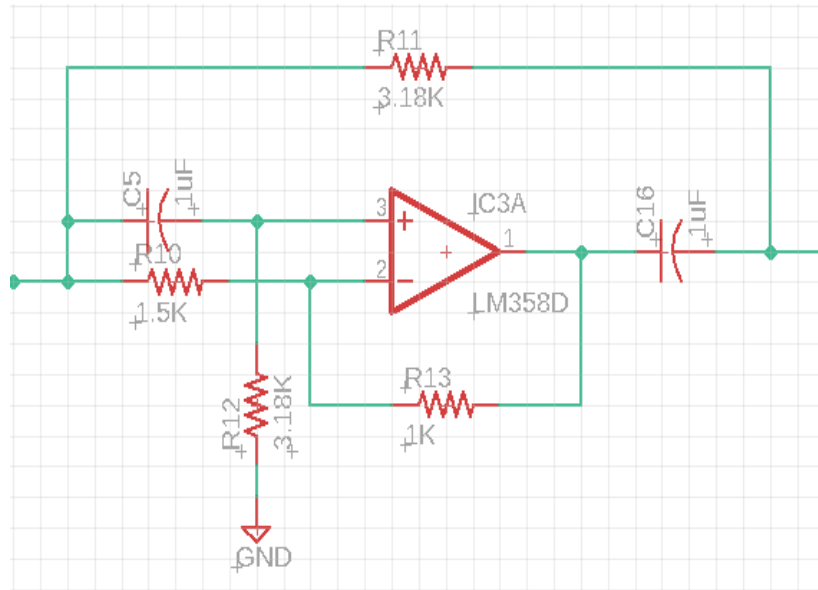 R11
3.18K
C5
1uF
R10
1.5K
3
2
1
IC3A
LM358D
C16
1uF
R12
3.18K
R13
1K
GND